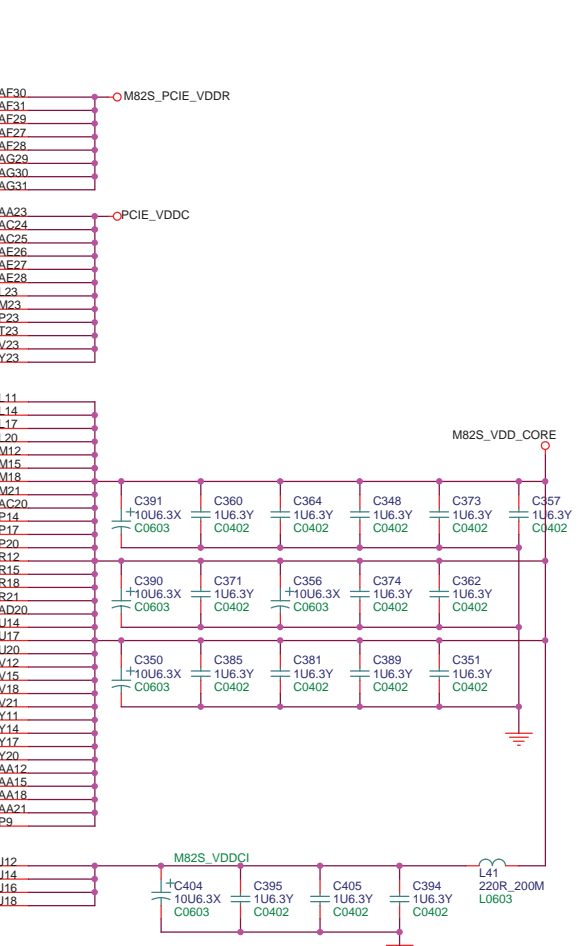 AF30
AF31
AF29
AF27
AF28
AG29
AG30
AG31
M82S_PCIE_VDDR
AA23
AC24
AC25
AE26
AE27
AE28
L23
M23
P23
T23
V23
Y23
PCIE_VDDC
L11
L14
L17
L20
M12
M15
M18
M21
AC20
P14
P17
P20
R12
R15
R18
R21
AD20
U14
U17
U20
V12
V15
V18
V21
Y11
Y14
Y17
Y20
AA12
AA15
AA18
AA21
P9
M82S_VDD_CORE
C391 C360 C364 C348 C373 C357
10U6.3X 1U6.3Y 1U6.3Y 1U6.3Y 1U6.3Y 1U6.3Y
C0603 C0402 C0402 C0402 C0402 C0402
C390 C371 C356 C374 C362
10U6.3X 1U6.3Y 10U6.3X 1U6.3Y 1U6.3Y
C0603 C0402 C0603 C0402 C0402
C350 C385 C381 C389 C351
10U6.3X 1U6.3Y 1U6.3Y 1U6.3Y 1U6.3Y
C0603 C0402 C0402 C0402 C0402
J12
J14
J16
J18
M82S_VDDCI
C404 C395 C405 C394
10U6.3X 1U6.3Y 1U6.3Y 1U6.3Y
C0603 C0402 C0402 C0402
L41
220R_200M
L0603